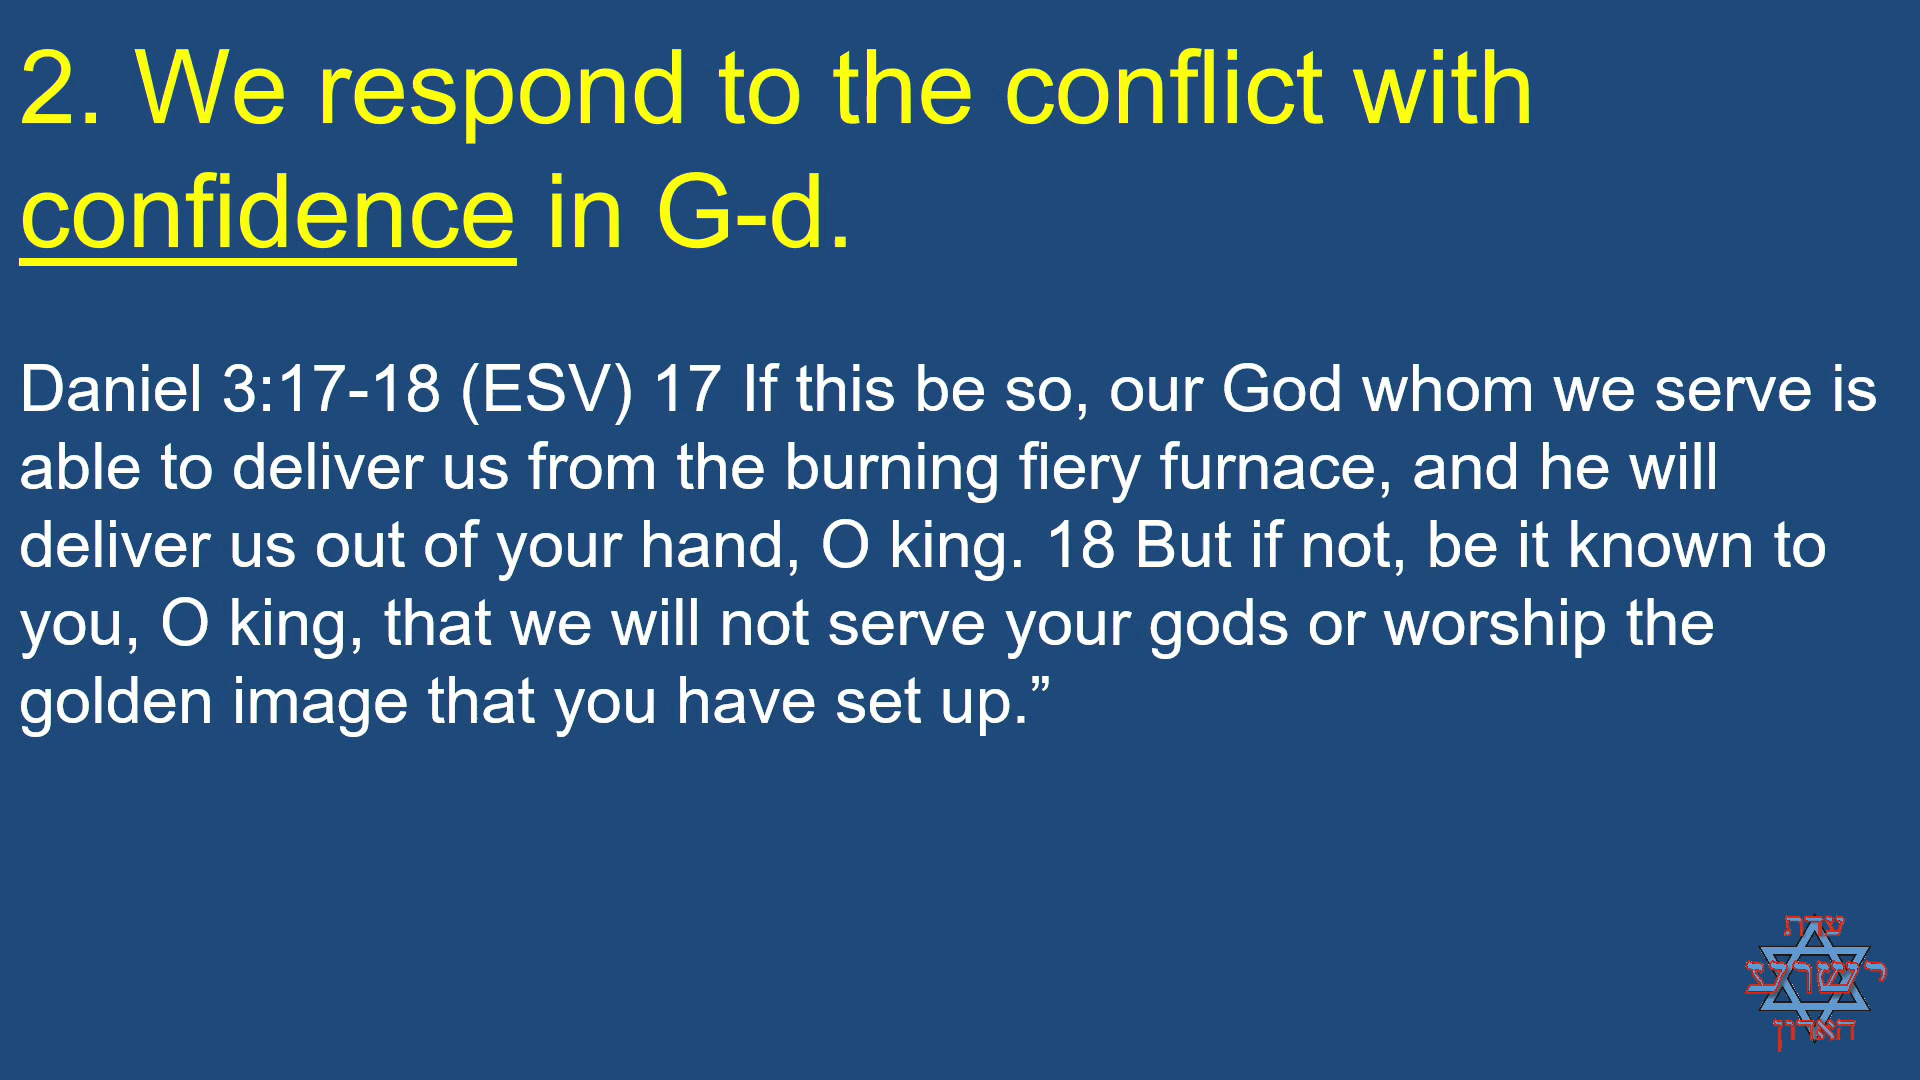 2. We respond to the conflict with
confidence in G-d.
Daniel 3:17-18 (ESV) 17 If this be so, our God whom we serve is
able to deliver us from the burning fiery furnace, and he will
deliver us out of your hand, O king. 18 But if not, be it known to
you, O king, that we will not serve your gods or worship the
golden image that you have set up.”
עדת
ישוע
האדון